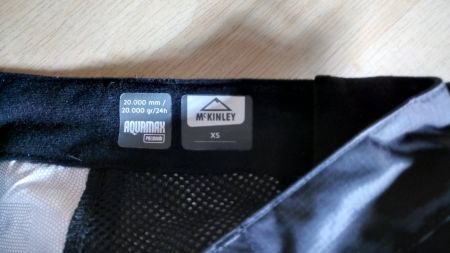 20.000 mm /
20.000 gr/24h
AQUAMAX
PREMIUM
McKINLEY
XS